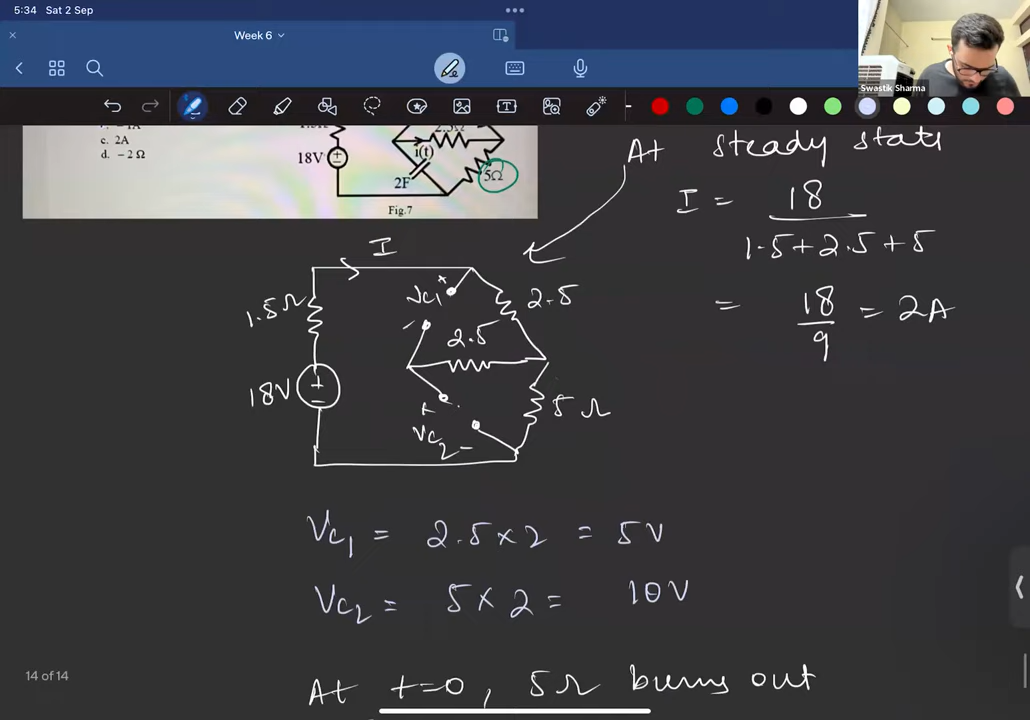 5:34 Sat 2 Sep
Week 6
Swastik Sharma
c. 2A
d. – 2 Ω
18V
2.5Ω
i(t)
2F
5Ω
Fig.7
At steady state
I = 18
1.5+2.5+5
= 18 = 2A
9
I
1.5Ω
+
Vc1
-
2.5
2.5
18V
+
-
5 Ω
+
Vc2
-
Vc1 = 2.5 × 2 = 5V
Vc2 = 5 × 2 = 10V
14 of 14
At t=0, 5Ω burns out